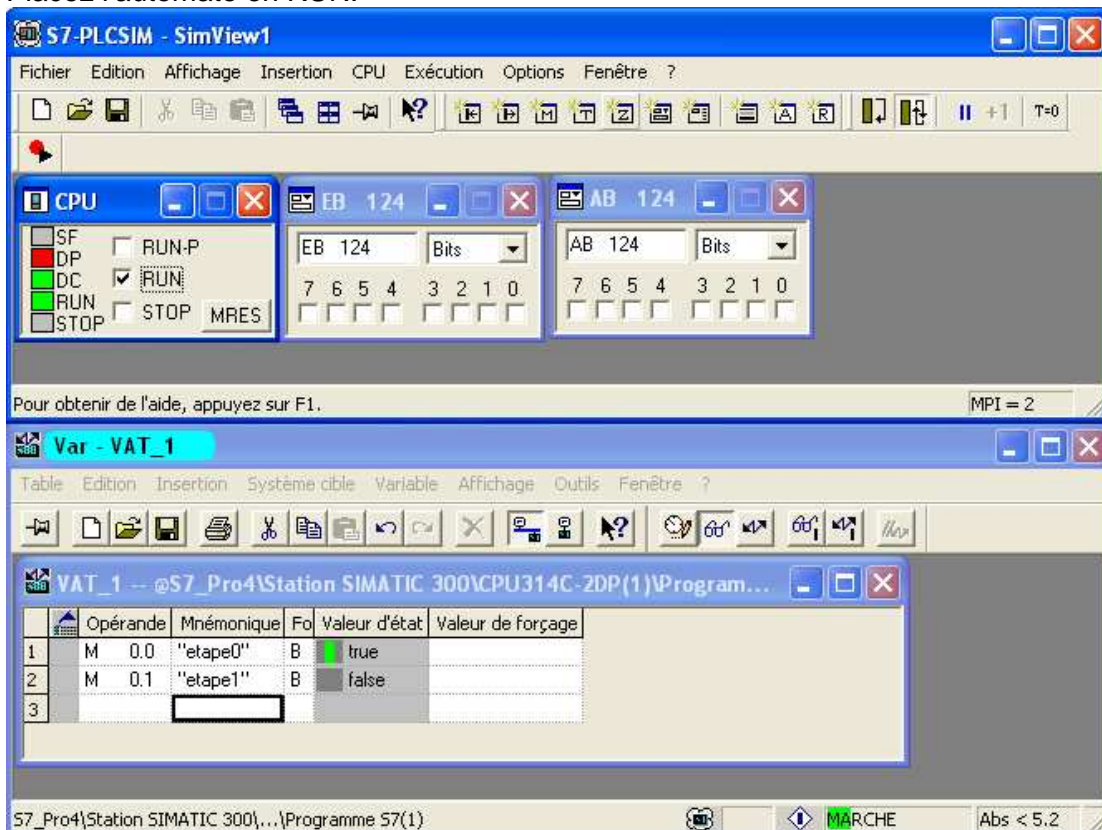 Placez l'automate en RUN.
S7-PLCSIM - SimView1
Fichier Edition Affichage Insertion CPU Exécution Options Fenêtre ?
+1 T=0
CPU
SF
DP
DC
RUN
STOP
RUN-P
RUN
STOP MRES
EB 124
EB 124 Bits
7 6 5 4 3 2 1 0
AB 124
AB 124 Bits
7 6 5 4 3 2 1 0
Pour obtenir de l'aide, appuyez sur F1. MPI = 2
Var - VAT_1
Table Edition Insertion Système cible Variable Affichage Outils Fenêtre ?
VAT_1 -- @S7_Pro4\Station SIMATIC 300\CPU314C-2DP(1)\Program...
Opérande Mnémonique Fo Valeur d'état Valeur de forçage
1 M 0.0 "etape0" B true
2 M 0.1 "etape1" B false
3
S7_Pro4\Station SIMATIC 300\...\Programme S7(1) MARCHE Abs < 5.2